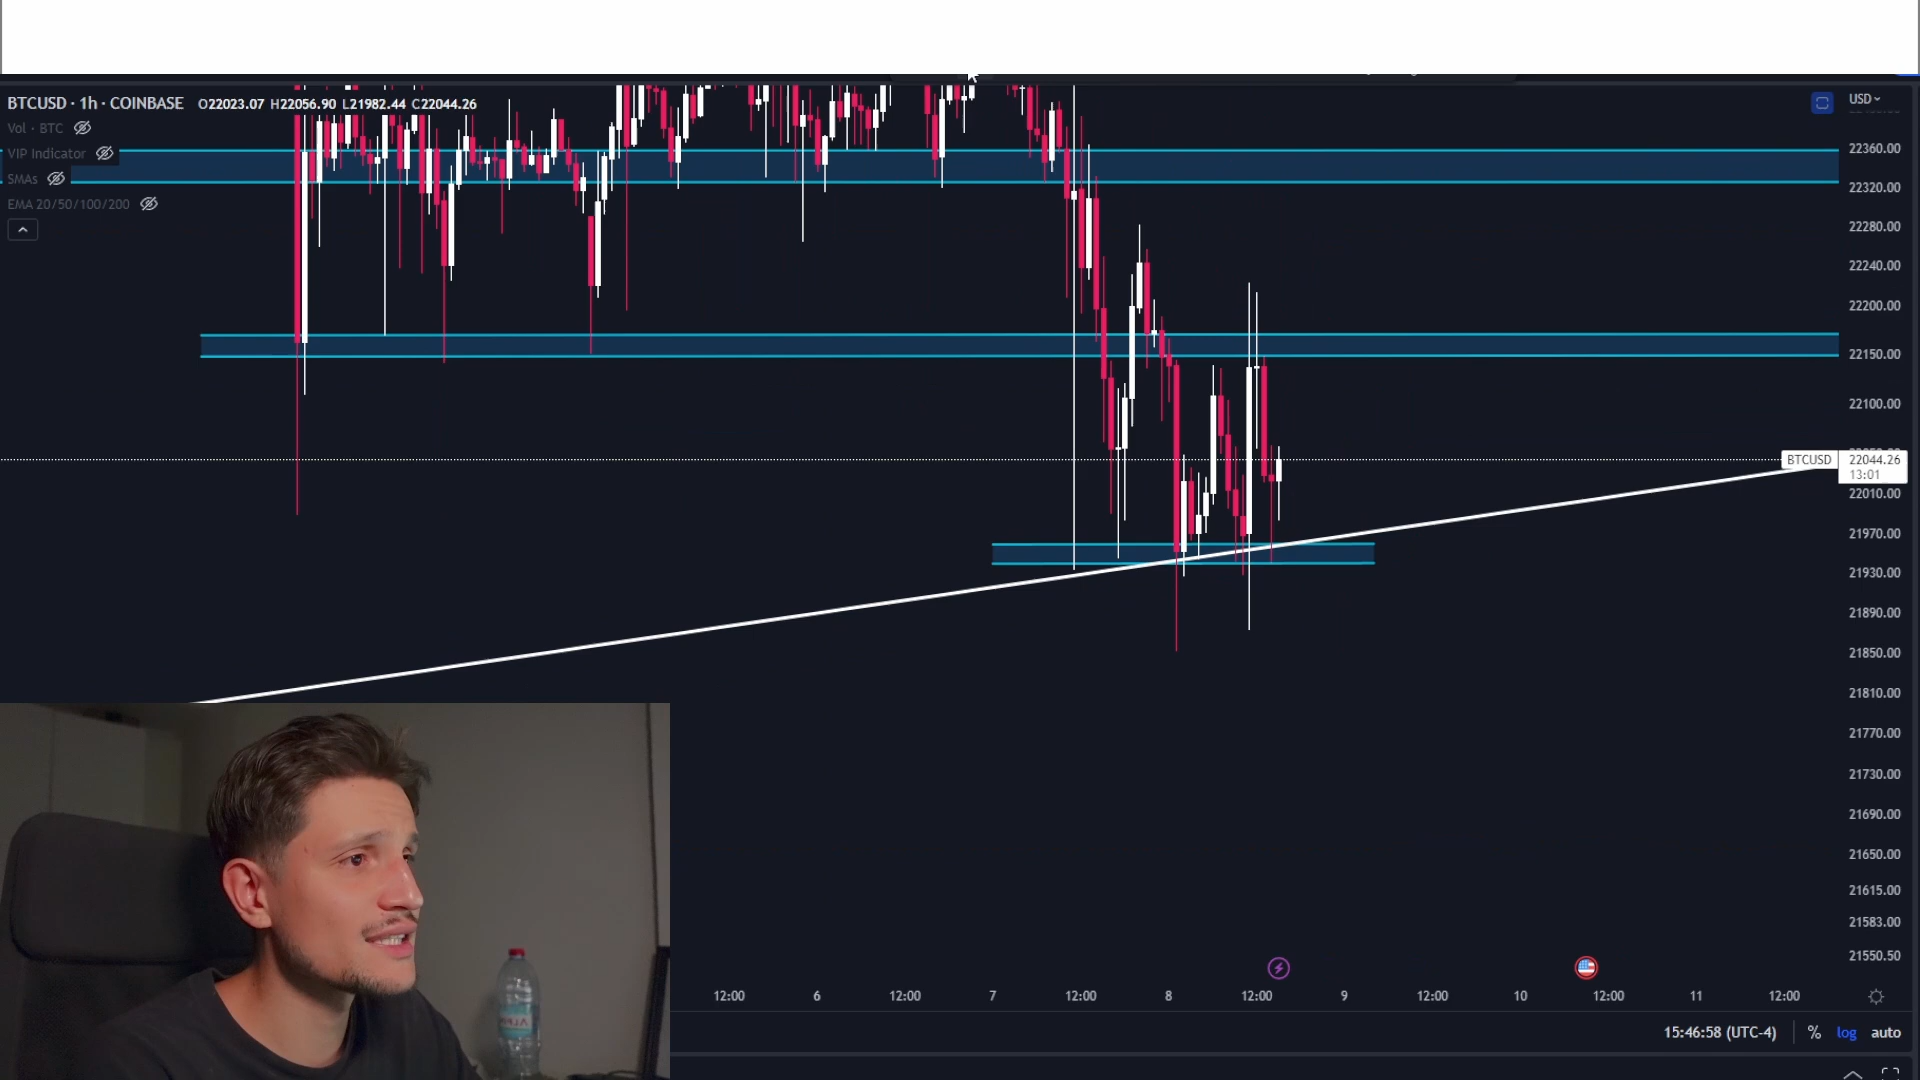 BTCUSD · 1h · COINBASE O22023.07 H22056.90 L21982.44 C22044.26
USD
Vol · BTC
VIP Indicator
SMAs
EMA 20/50/100/200
22360.00
22320.00
22280.00
22240.00
22200.00
22150.00
22100.00
BTCUSD 22044.26
13:01
22010.00
21970.00
21930.00
21890.00
21850.00
21810.00
21770.00
21730.00
21690.00
21650.00
21615.00
21583.00
21550.50
12:00 6 12:00 7 12:00 8 12:00 9 12:00 10 12:00 11 12:00
15:46:58 (UTC-4) % log auto